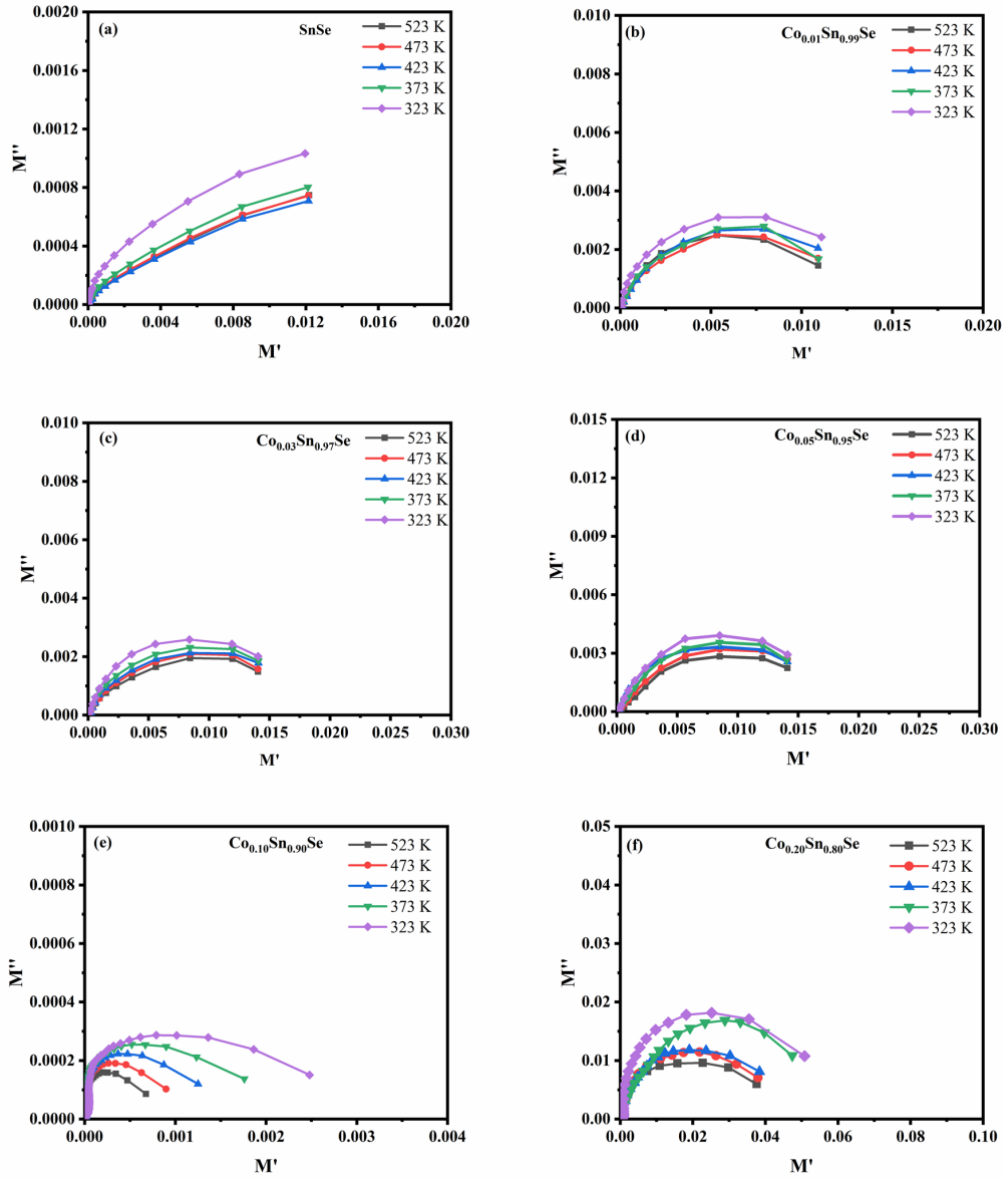 (a)
SnSe
523 K
473 K
423 K
373 K
323 K
0.0020
0.0016
0.0012
0.0008
0.0004
0.0000
M''
0.000 0.004 0.008 0.012 0.016 0.020
M'
(b)
Co0.01Sn0.99Se
523 K
473 K
423 K
373 K
323 K
0.010
0.008
0.006
0.004
0.002
0.000
M''
0.000 0.005 0.010 0.015 0.020
M'
(c)
Co0.03Sn0.97Se
523 K
473 K
423 K
373 K
323 K
0.010
0.008
0.006
0.004
0.002
0.000
M''
0.000 0.005 0.010 0.015 0.020 0.025 0.030
M'
(d)
Co0.05Sn0.95Se
523 K
473 K
423 K
373 K
323 K
0.015
0.012
0.009
0.006
0.003
0.000
M''
0.000 0.005 0.010 0.015 0.020 0.025 0.030
M'
(e)
Co0.10Sn0.90Se
523 K
473 K
423 K
373 K
323 K
0.0010
0.0008
0.0006
0.0004
0.0002
0.0000
M''
0.000 0.001 0.002 0.003 0.004
M'
(f)
Co0.20Sn0.80Se
523 K
473 K
423 K
373 K
323 K
0.05
0.04
0.03
0.02
0.01
0.00
M''
0.00 0.02 0.04 0.06 0.08 0.10
M'